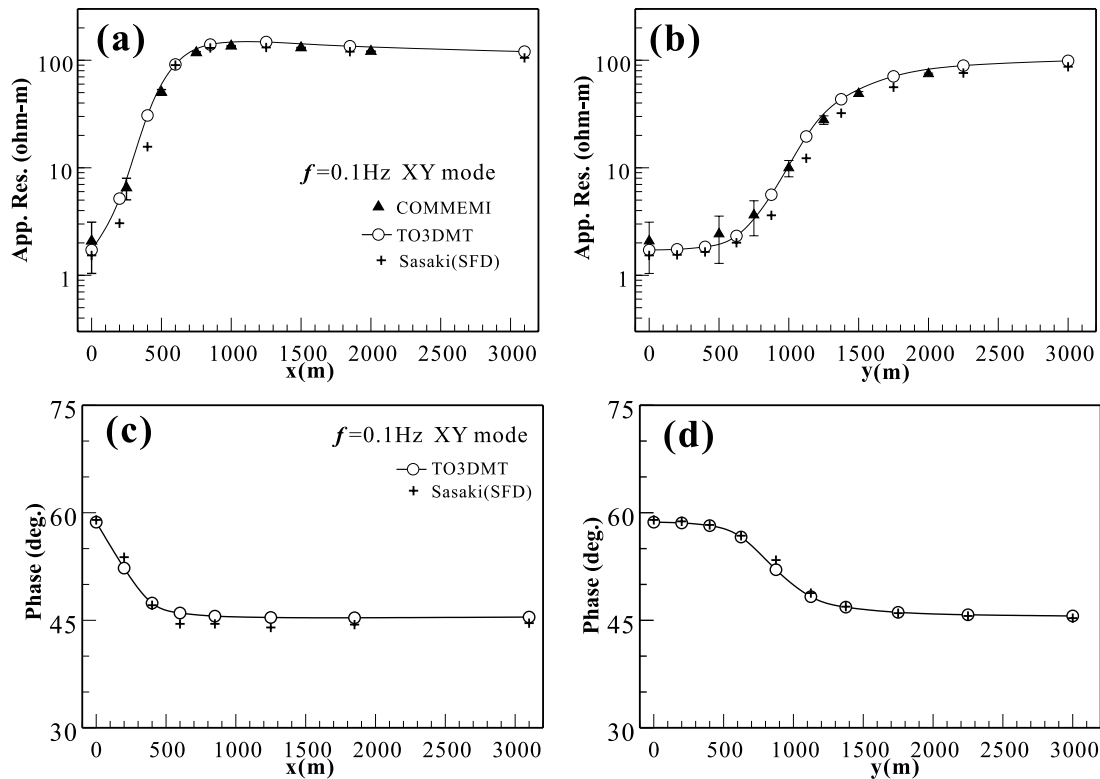 (a)
App. Res. (ohm-m)
100
10
1
f=0.1Hz XY mode
COMMEMI
TO3DMT
Sasaki(SFD)
0 500 1000 1500 2000 2500 3000
x(m)
(b)
App. Res. (ohm-m)
100
10
1
0 500 1000 1500 2000 2500 3000
y(m)
(c)
Phase (deg.)
75
60
45
30
f=0.1Hz XY mode
TO3DMT
Sasaki(SFD)
0 500 1000 1500 2000 2500 3000
x(m)
(d)
Phase (deg.)
75
60
45
30
0 500 1000 1500 2000 2500 3000
y(m)